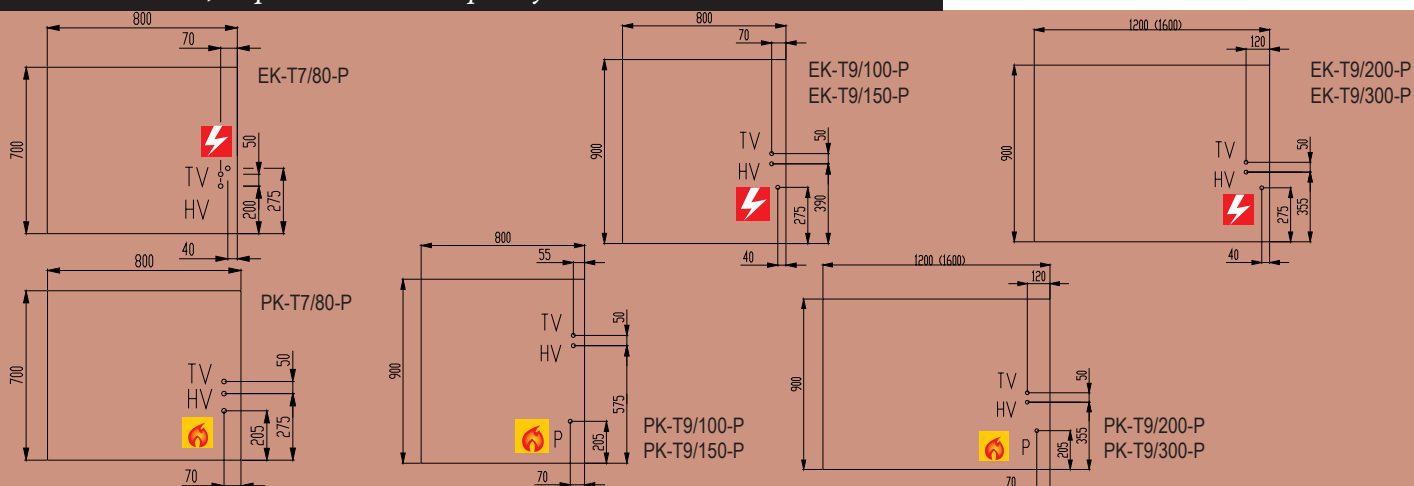 800
70
EK-T7/80-P
700
50
TV
HV
200
275
40
800
70
EK-T9/100-P
EK-T9/150-P
900
TV
HV
50
275
390
40
1200 (1600)
120
EK-T9/200-P
EK-T9/300-P
900
TV
HV
50
275
355
40
800
PK-T7/80-P
700
TV
HV
50
205
275
70
800
55
900
TV
HV
50
575
P
205
PK-T9/100-P
PK-T9/150-P
70
1200 (1600)
120
900
TV
HV
50
P
205
355
PK-T9/200-P
PK-T9/300-P
70